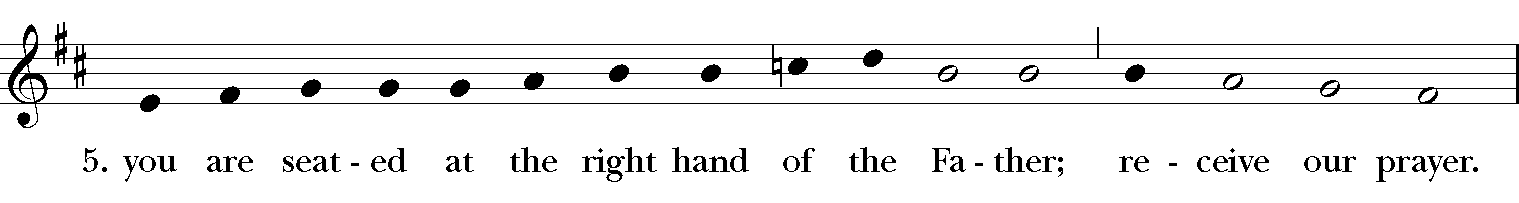 5. you are seat - ed at the right hand of the Fa - ther; re - ceive our prayer.